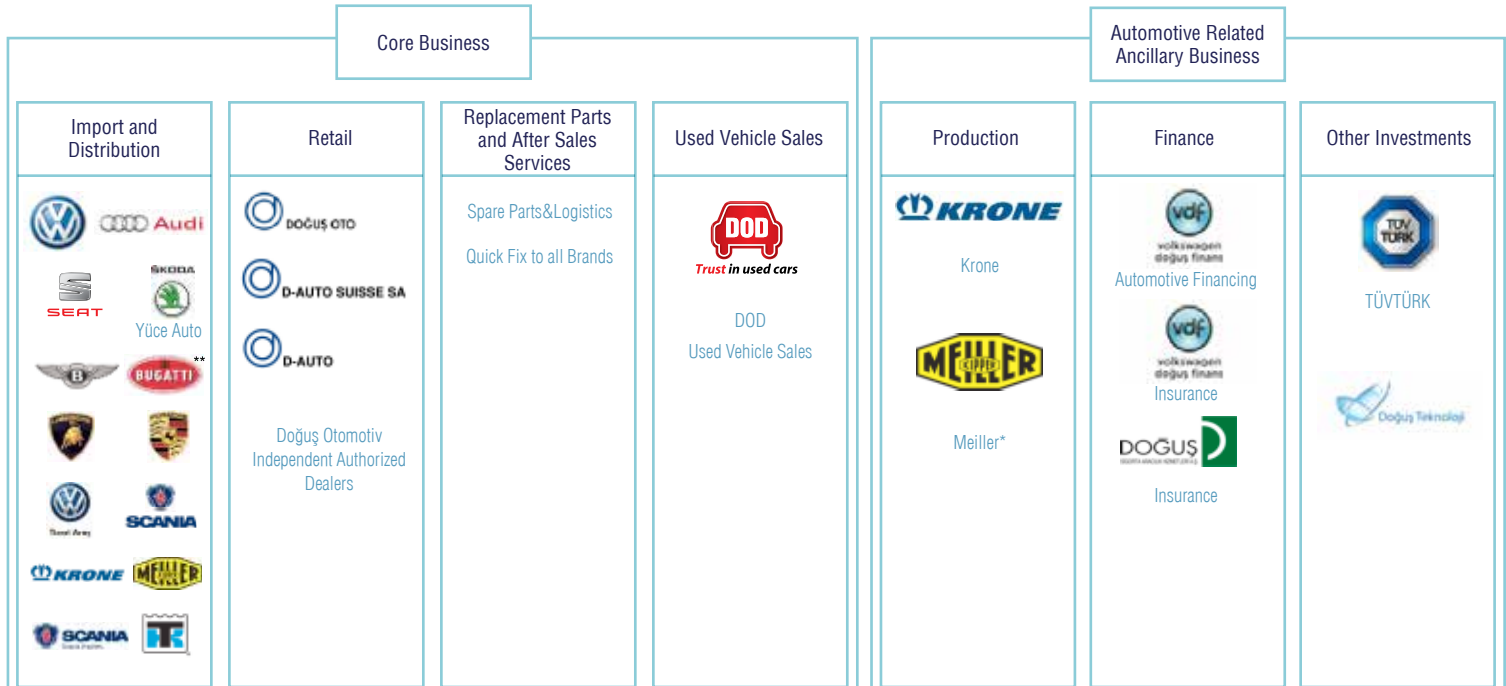 Core Business
Automotive Related
Ancillary Business
Import and
Distribution
Retail
Replacement Parts
and After Sales
Services
Used Vehicle Sales
Production
Finance
Other Investments
Audi
SEAT
ŠKODA
Yüce Auto
B
BUGATTI
**
SCANIA
KRONE
MEILLER
SCANIA
DOĞUŞ OTO
D-AUTO SUISSE SA
D-AUTO
Doğuş Otomotiv
Independent Authorized
Dealers
Spare Parts&Logistics
Quick Fix to all Brands
DOD
Trust in used cars
DOD
Used Vehicle Sales
KRONE
Krone
MEILLER
KIPPER
Meiller*
vdf
volkswagen
doğuş finans
Automotive Financing
vdf
volkswagen
doğuş finans
Insurance
DOĞUŞ
Insurance
TÜV
TÜRK
TÜVTÜRK
Doğuş Teknoloji